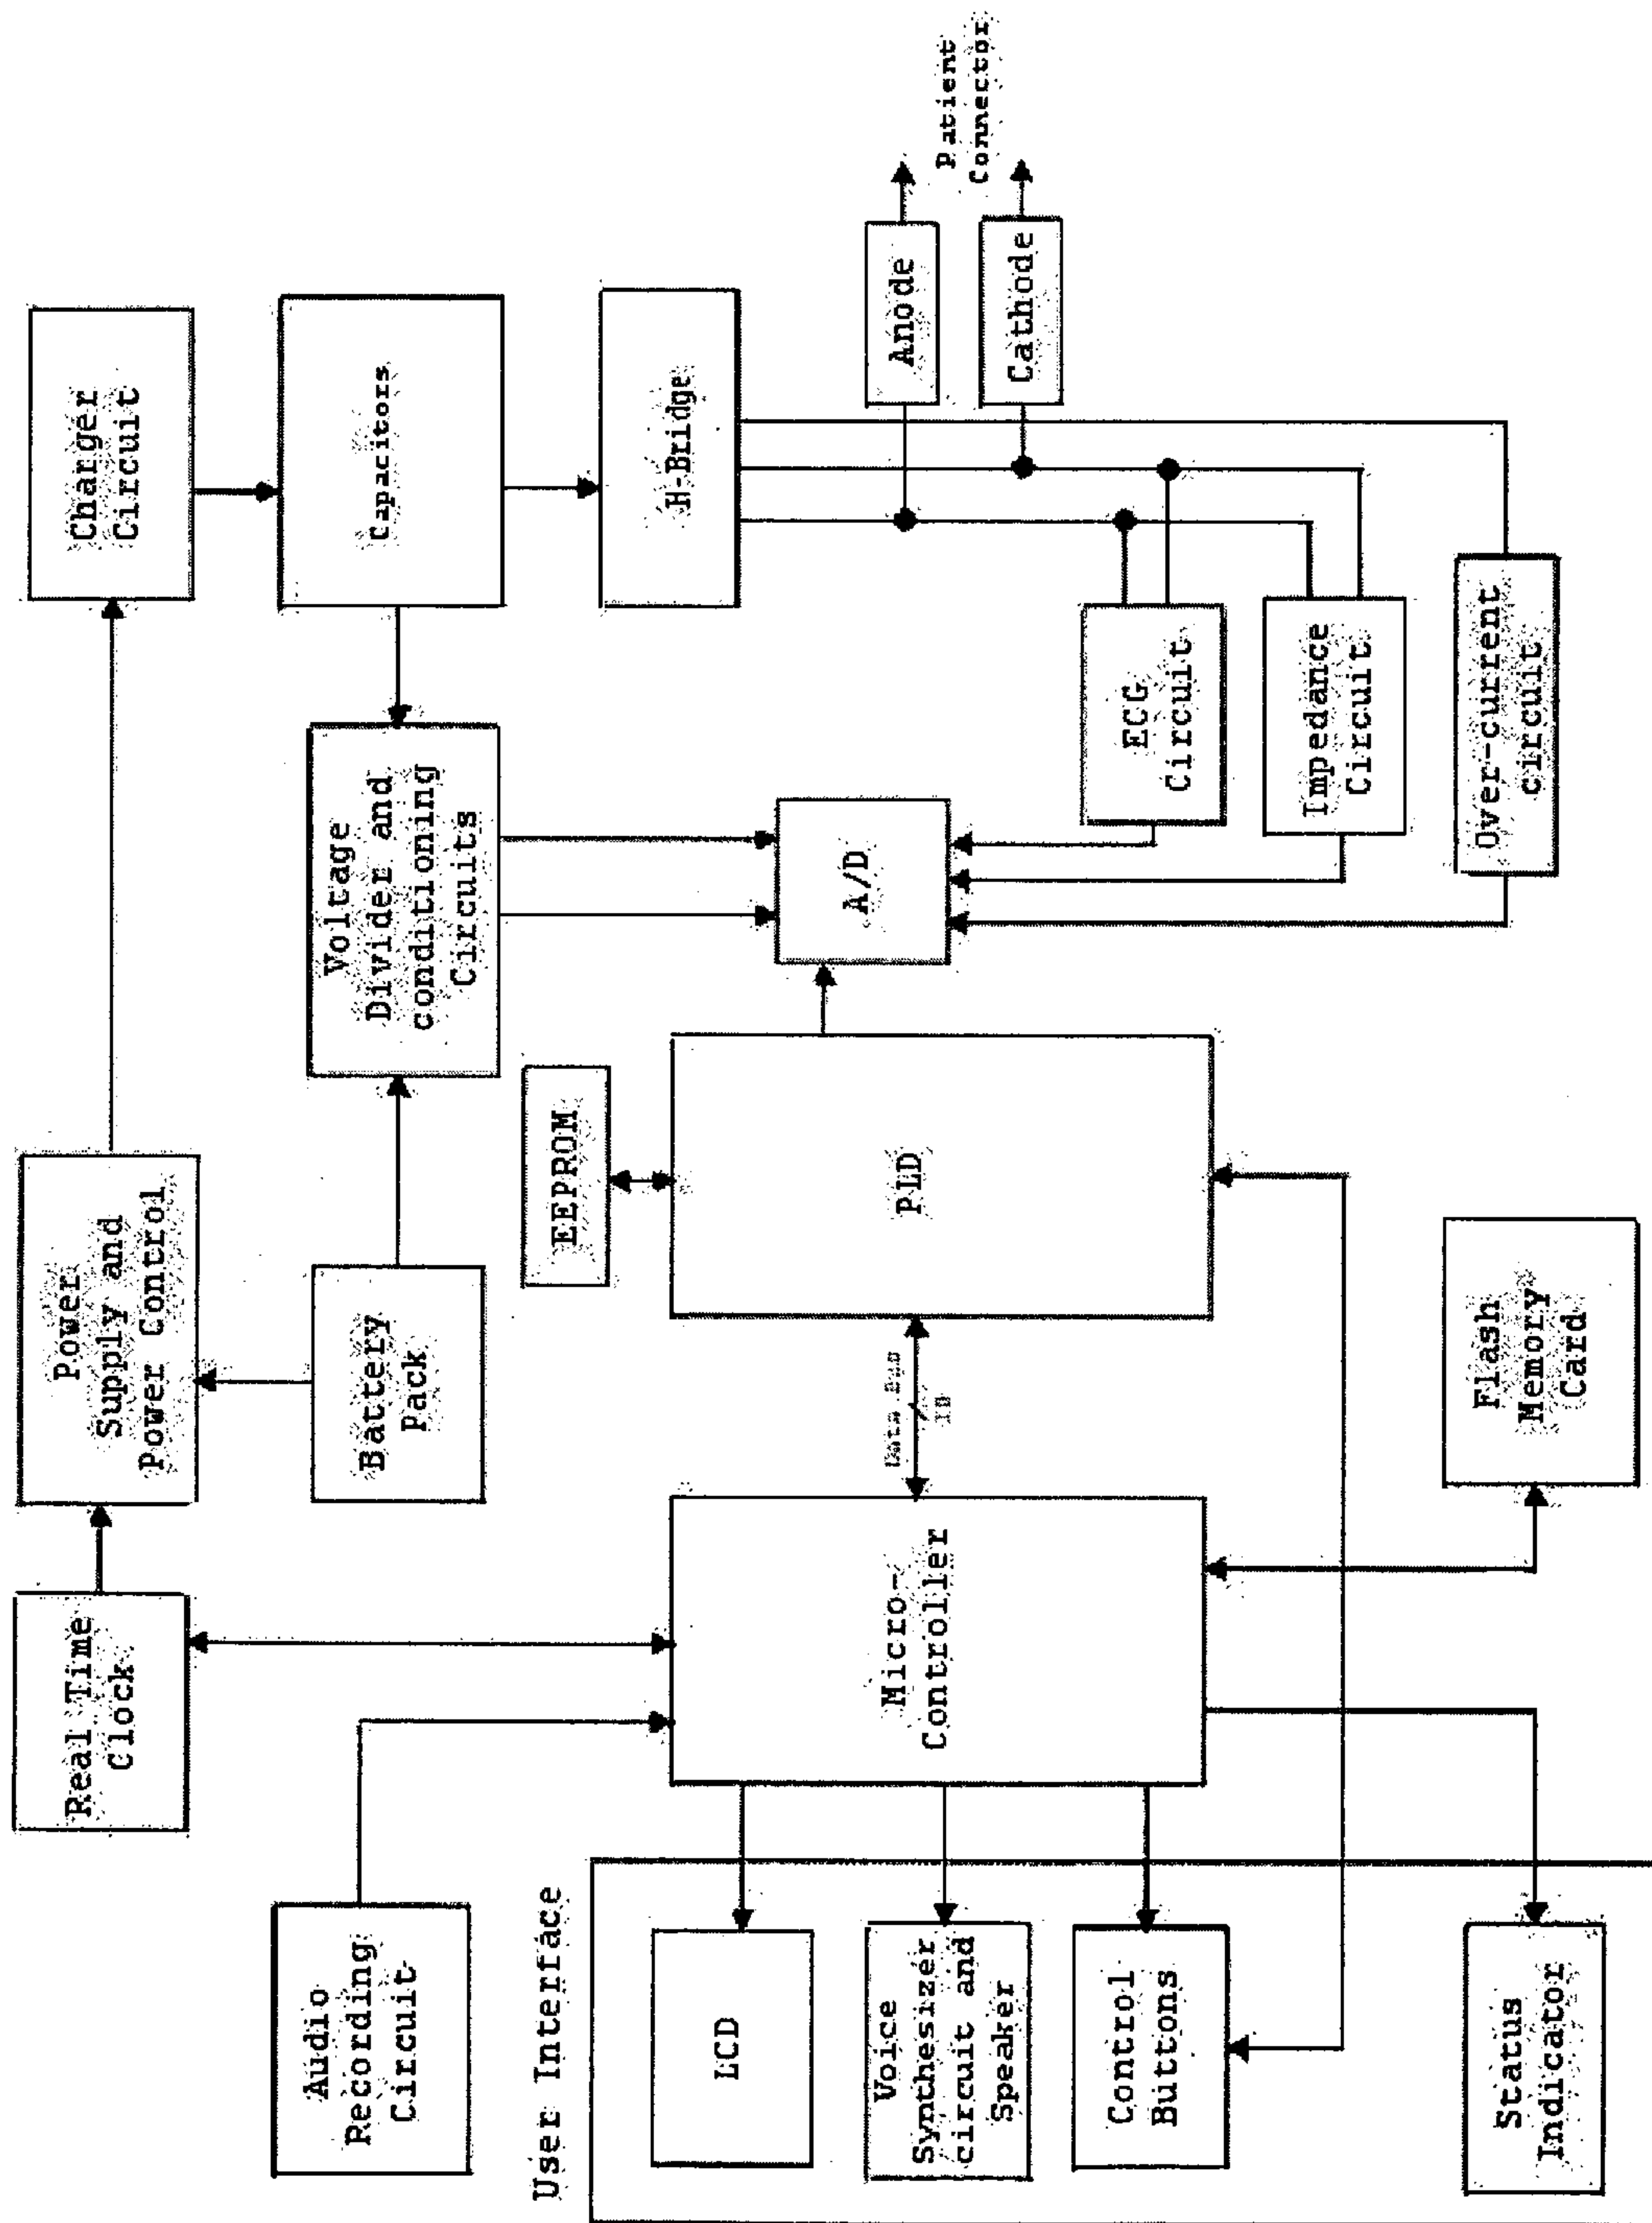 Real Time
Clock
Power
Supply and
Power Control
Charger
Circuit
Audio
Recording
Circuit
Battery
Pack
Voltage
Divider and
conditioning
Circuits
Capacitors
User Interface
EEPROM
H-Bridge
LCD
Micro-
Controller
Data Bus
PLD
A/D
Anode
Patient
Connector
Cathode
Voice
Synthesizer
circuit and
Speaker
Control
Buttons
ECG
Circuit
Impedance
Circuit
Status
Indicator
Flash
Memory
Card
Over-current
circuit